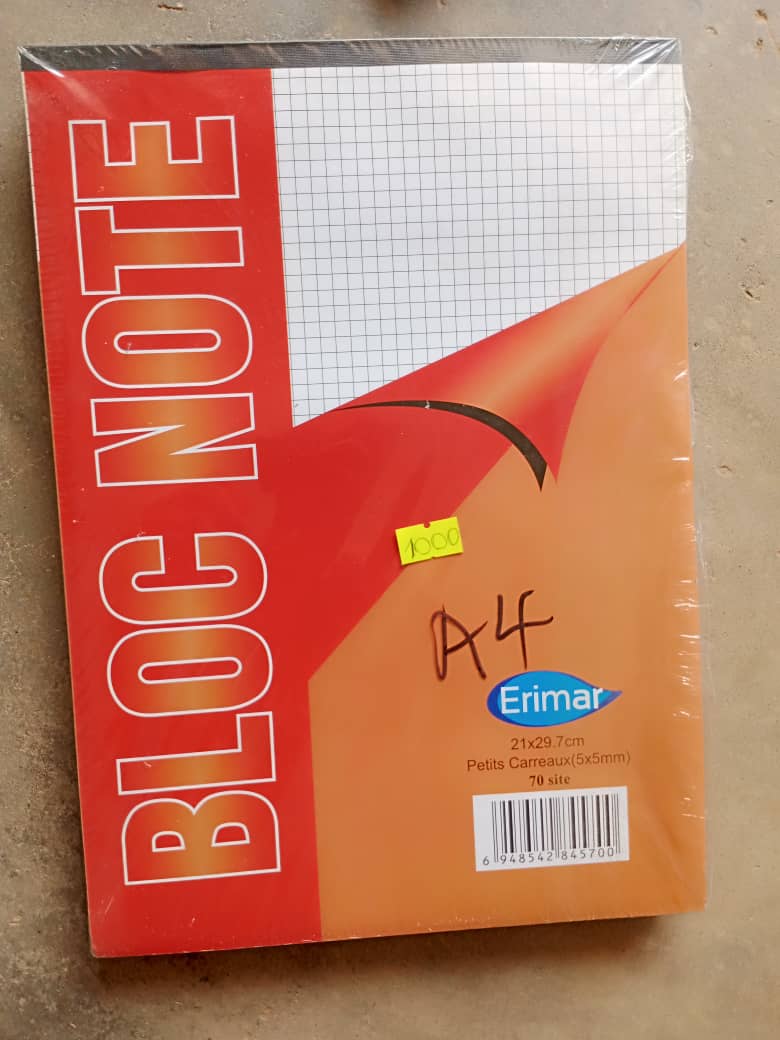 BLOC NOTE
1000
A4
Erimar
21x29.7cm
Petits Carreaux(5x5mm)
70 site
6 948542 845700